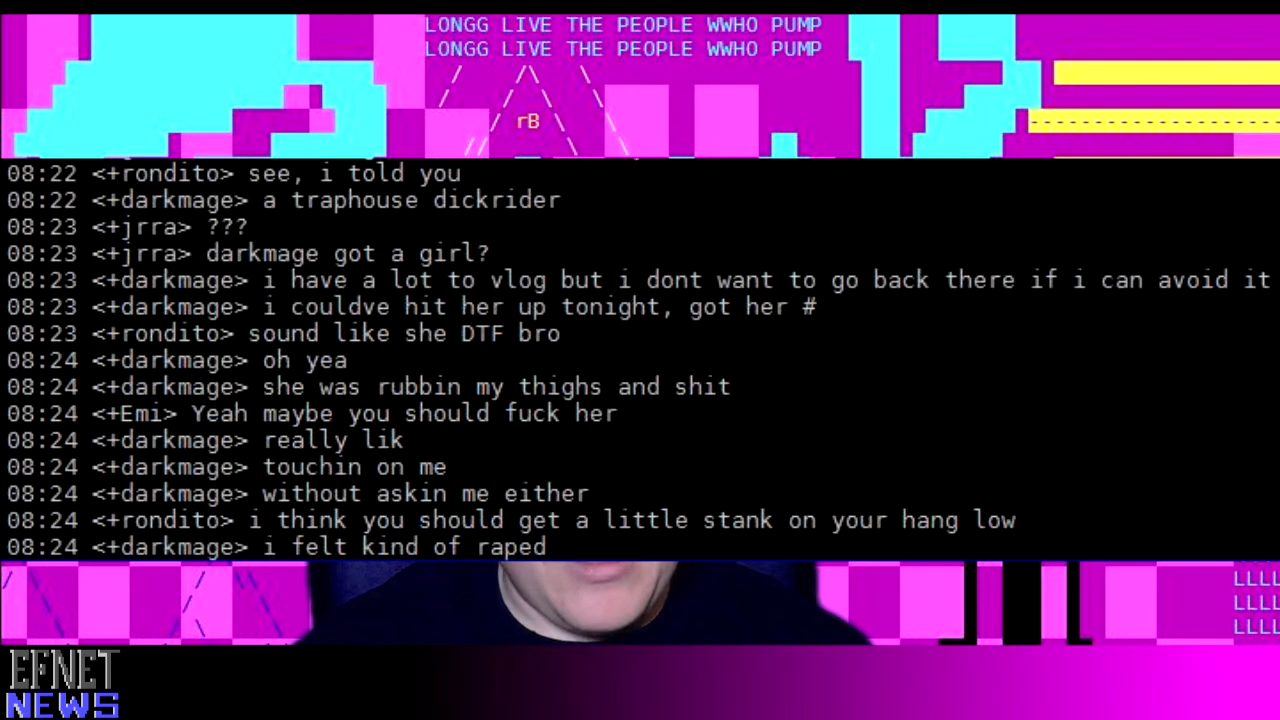 LONGG LIVE THE PEOPLE WWHO PUMP
LONGG LIVE THE PEOPLE WWHO PUMP
rB
08:22 <+rondito> see, i told you
08:22 <+darkmage> a traphouse dickrider
08:23 <+jrra> ???
08:23 <+jrra> darkmage got a girl?
08:23 <+darkmage> i have a lot to vlog but i dont want to go back there if i can avoid it
08:23 <+darkmage> i couldve hit her up tonight, got her #
08:23 <+rondito> sound like she DTF bro
08:24 <+darkmage> oh yea
08:24 <+darkmage> she was rubbin my thighs and shit
08:24 <+Emi> Yeah maybe you should fuck her
08:24 <+darkmage> really lik
08:24 <+darkmage> touchin on me
08:24 <+darkmage> without askin me either
08:24 <+rondito> i think you should get a little stank on your hang low
08:24 <+darkmage> i felt kind of raped
LLLL
LLLL
LLLL
EFNET
NEWS